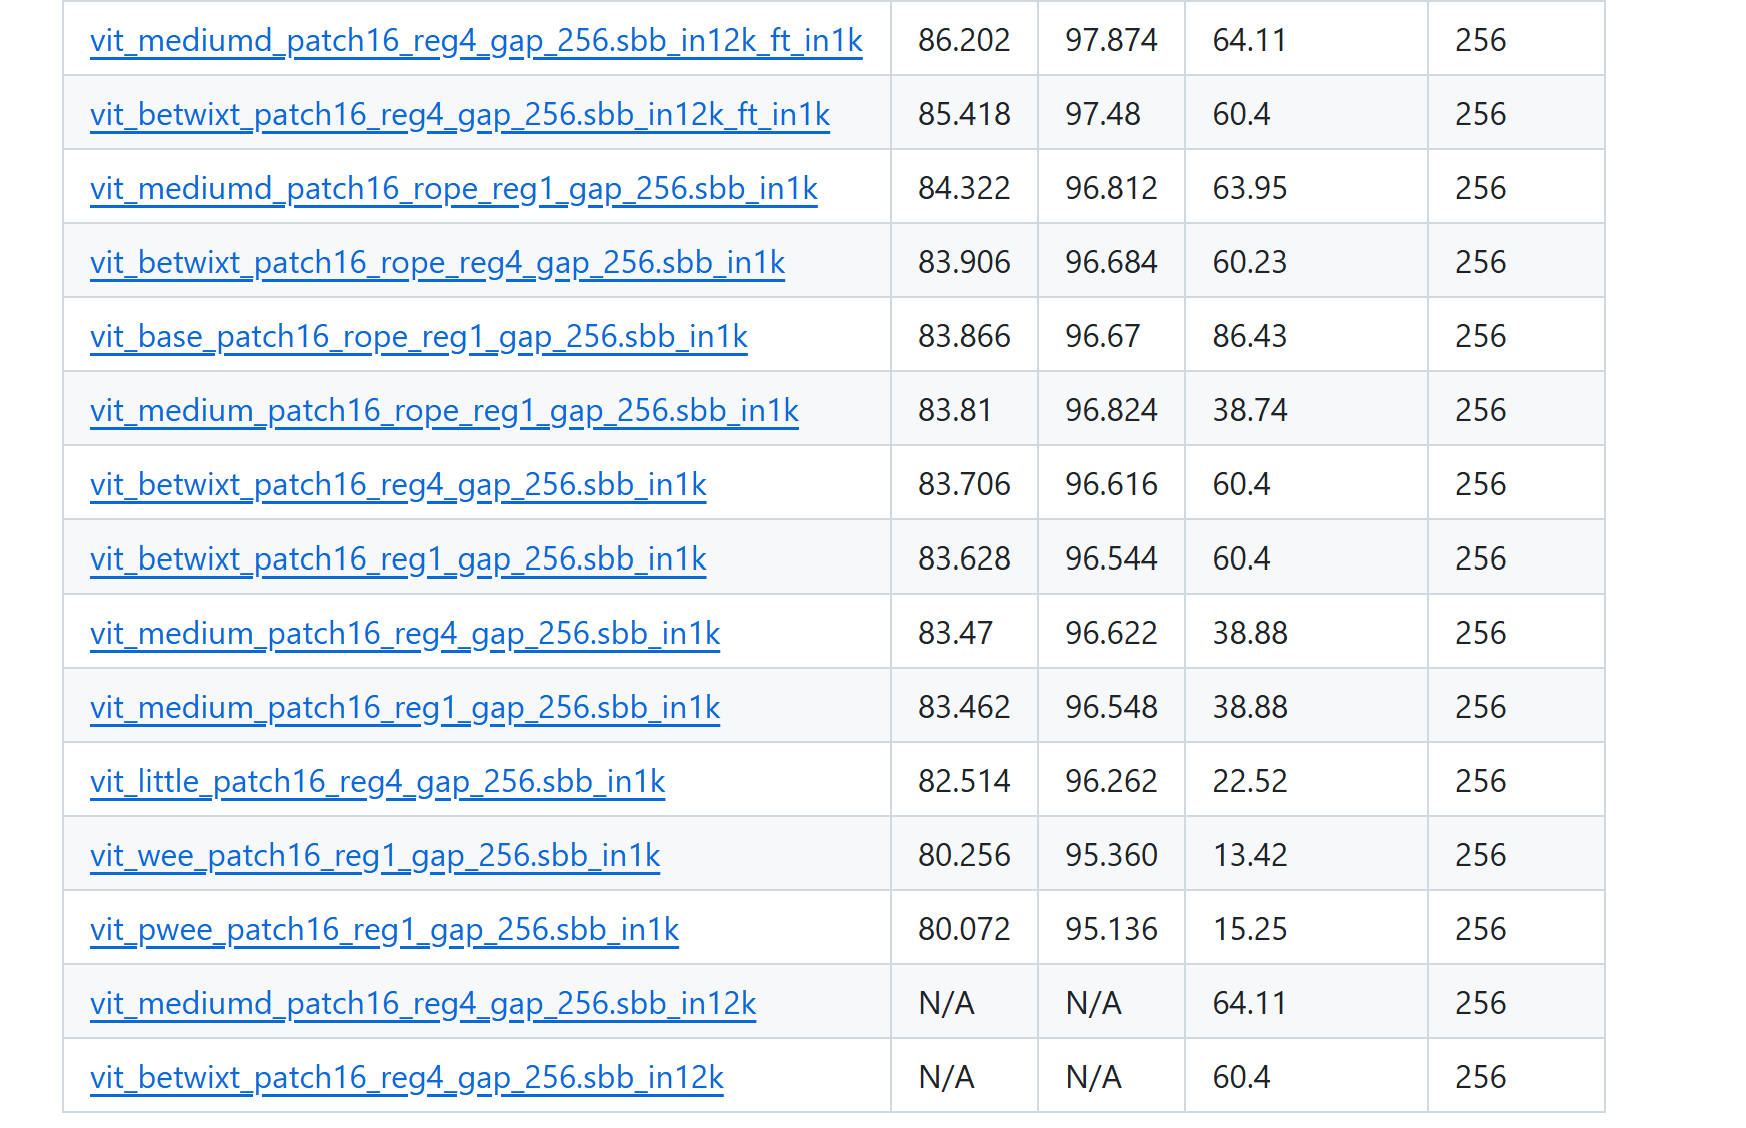 vit_mediumd_patch16_reg4_gap_256.sbb_in12k_ft_in1k 86.202 97.874 64.11 256
vit_betwixt_patch16_reg4_gap_256.sbb_in12k_ft_in1k 85.418 97.48 60.4 256
vit_mediumd_patch16_rope_reg1_gap_256.sbb_in1k 84.322 96.812 63.95 256
vit_betwixt_patch16_rope_reg4_gap_256.sbb_in1k 83.906 96.684 60.23 256
vit_base_patch16_rope_reg1_gap_256.sbb_in1k 83.866 96.67 86.43 256
vit_medium_patch16_rope_reg1_gap_256.sbb_in1k 83.81 96.824 38.74 256
vit_betwixt_patch16_reg4_gap_256.sbb_in1k 83.706 96.616 60.4 256
vit_betwixt_patch16_reg1_gap_256.sbb_in1k 83.628 96.544 60.4 256
vit_medium_patch16_reg4_gap_256.sbb_in1k 83.47 96.622 38.88 256
vit_medium_patch16_reg1_gap_256.sbb_in1k 83.462 96.548 38.88 256
vit_little_patch16_reg4_gap_256.sbb_in1k 82.514 96.262 22.52 256
vit_wee_patch16_reg1_gap_256.sbb_in1k 80.256 95.360 13.42 256
vit_pwee_patch16_reg1_gap_256.sbb_in1k 80.072 95.136 15.25 256
vit_mediumd_patch16_reg4_gap_256.sbb_in12k N/A N/A 64.11 256
vit_betwixt_patch16_reg4_gap_256.sbb_in12k N/A N/A 60.4 256